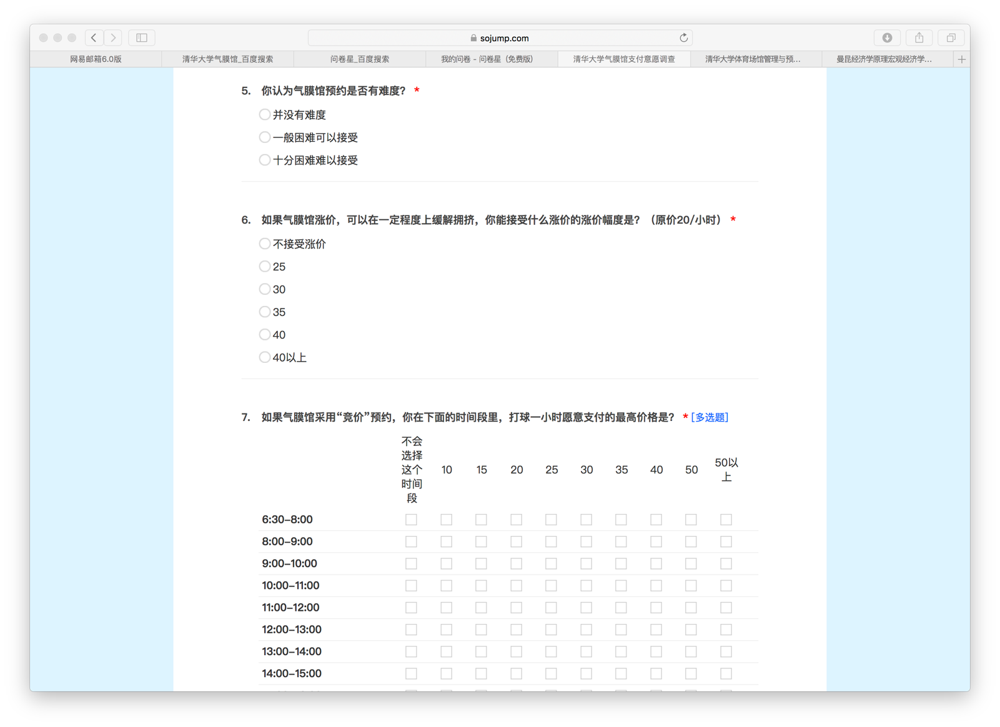 sojump.com
网易邮箱6.0版
清华大学气膜馆_百度搜索
问卷星_百度搜索
我的问卷 - 问卷星（免费版）
清华大学气膜馆支付意愿调查
清华大学体育场馆管理与预...
曼昆经济学原理宏观经济学...
5. 你认为气膜馆预约是否有难度？ *
并没有难度
一般困难可以接受
十分困难难以接受
6. 如果气膜馆涨价，可以在一定程度上缓解拥挤，你能接受什么涨价的涨价幅度是？（原价20/小时） *
不接受涨价
25
30
35
40
40以上
7. 如果气膜馆采用“竞价”预约，你在下面的时间段里，打球一小时愿意支付的最高价格是？ * [多选题]
不会选择这个时间段 10 15 20 25 30 35 40 50 50以上
6:30–8:00
8:00–9:00
9:00–10:00
10:00–11:00
11:00–12:00
12:00–13:00
13:00–14:00
14:00–15:00